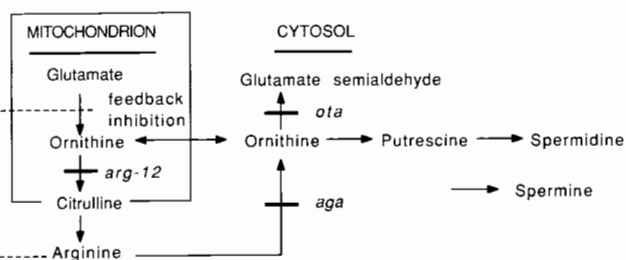 MITOCHONDRION CYTOSOL
Glutamate
Glutamate semialdehyde
feedback
inhibition
ota
Ornithine Ornithine Putrescine Spermidine
arg-12
Spermine
Citrulline aga
Arginine